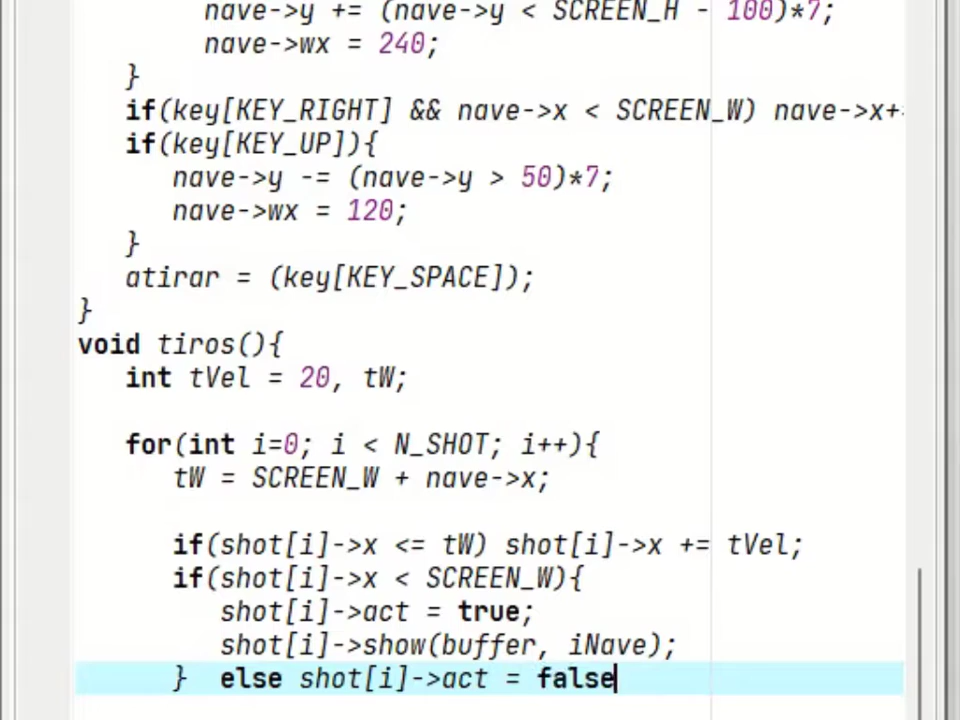 nave->y += (nave->y < SCREEN_H - 100)*7;
nave->wx = 240;
}
if(key[KEY_RIGHT] && nave->x < SCREEN_W) nave->x+
if(key[KEY_UP]){
nave->y -= (nave->y > 50)*7;
nave->wx = 120;
}
atirar = (key[KEY_SPACE]);
}
void tiros(){
int tVel = 20, tW;
for(int i=0; i < N_SHOT; i++){
tW = SCREEN_W + nave->x;
if(shot[i]->x <= tW) shot[i]->x += tVel;
if(shot[i]->x < SCREEN_W){
shot[i]->act = true;
shot[i]->show(buffer, iNave);
} else shot[i]->act = false